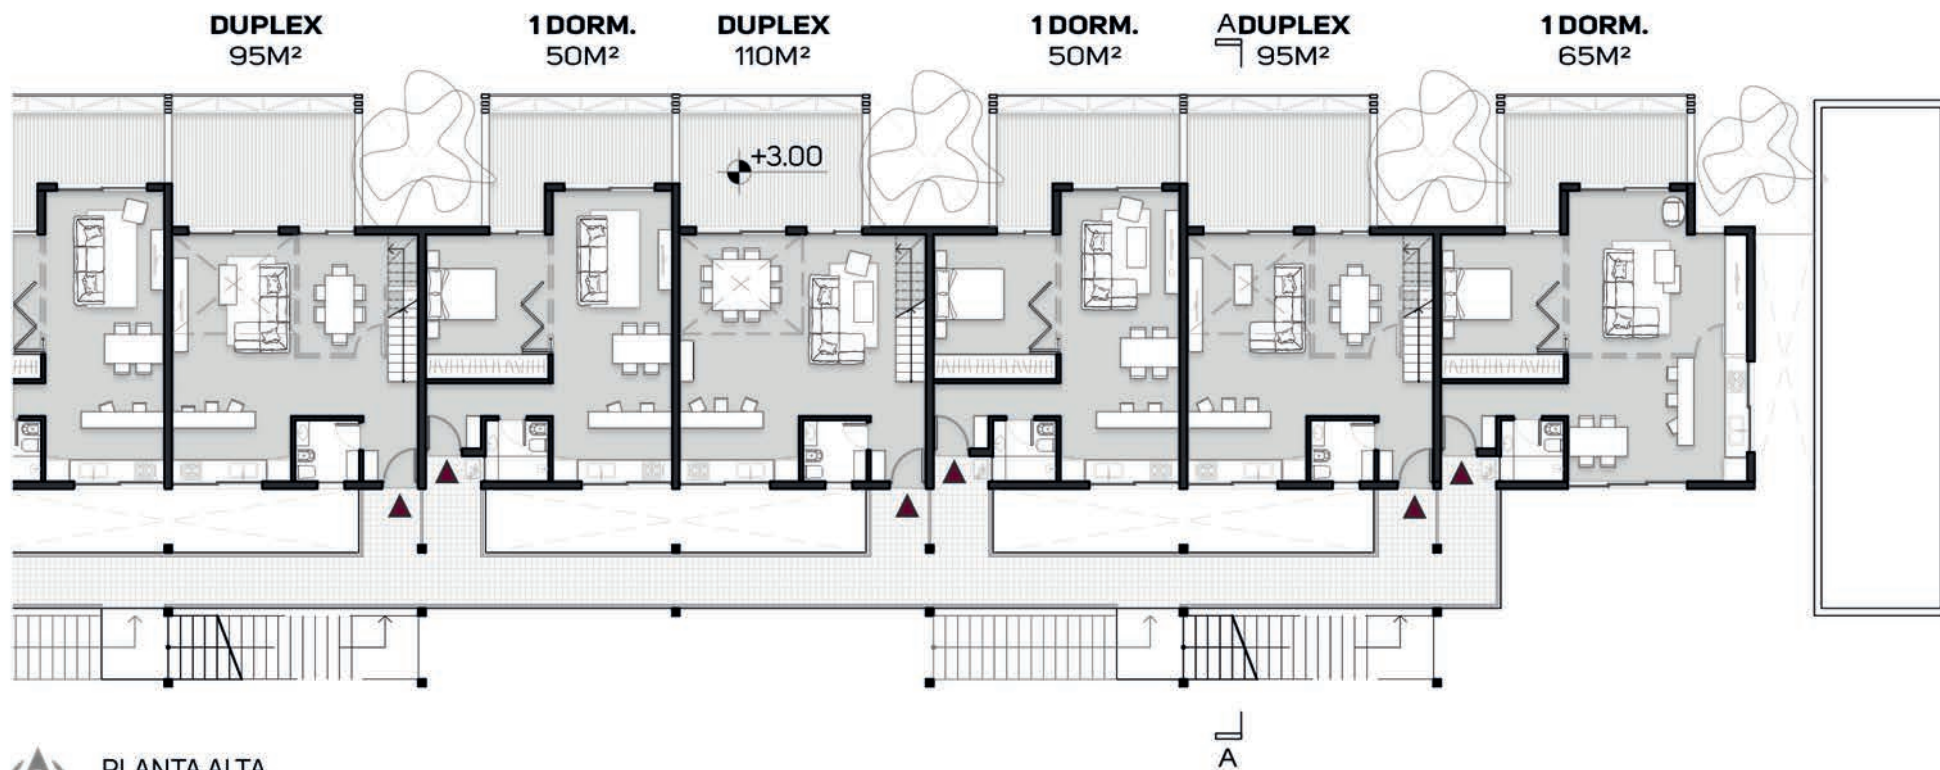 DUPLEX
95M²
1 DORM.
50M²
DUPLEX
110M²
1 DORM.
50M²
A
DUPLEX
95M²
1 DORM.
65M²
+3.00
A
PLANTA ALTA